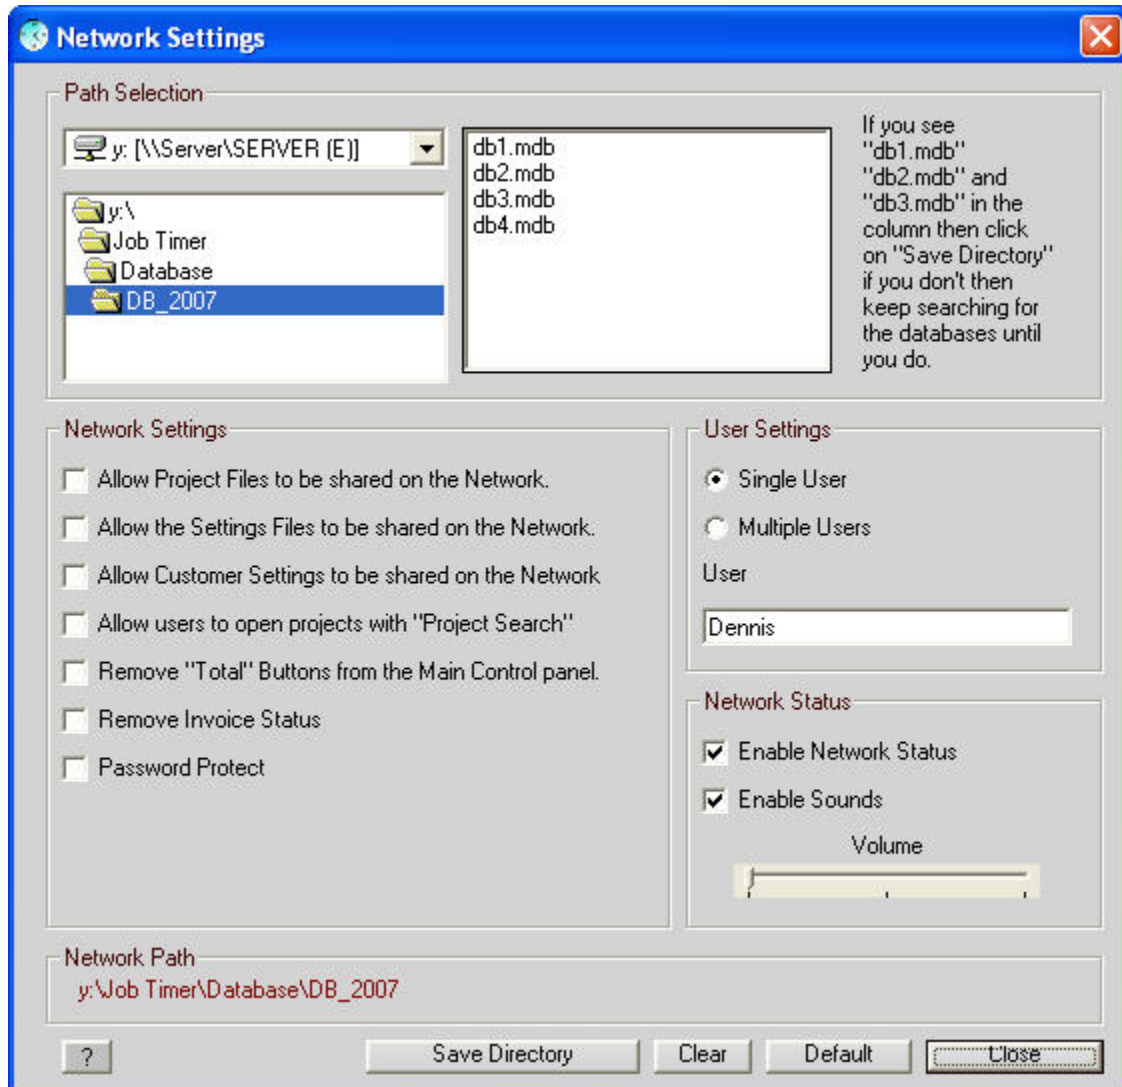 Network Settings
Path Selection
y: [\\Server\SERVER (E)]
y:\
Job Timer
Database
DB_2007
db1.mdb
db2.mdb
db3.mdb
db4.mdb
If you see
"db1.mdb"
"db2.mdb" and
"db3.mdb" in the
column then click
on "Save Directory"
if you don't then
keep searching for
the databases until
you do.
Network Settings
Allow Project Files to be shared on the Network.
Allow the Settings Files to be shared on the Network.
Allow Customer Settings to be shared on the Network
Allow users to open projects with "Project Search"
Remove "Total" Buttons from the Main Control panel.
Remove Invoice Status
Password Protect
User Settings
Single User
Multiple Users
User
Dennis
Network Status
Enable Network Status
Enable Sounds
Volume
Network Path
y:\Job Timer\Database\DB_2007
?
Save Directory
Clear
Default
Close